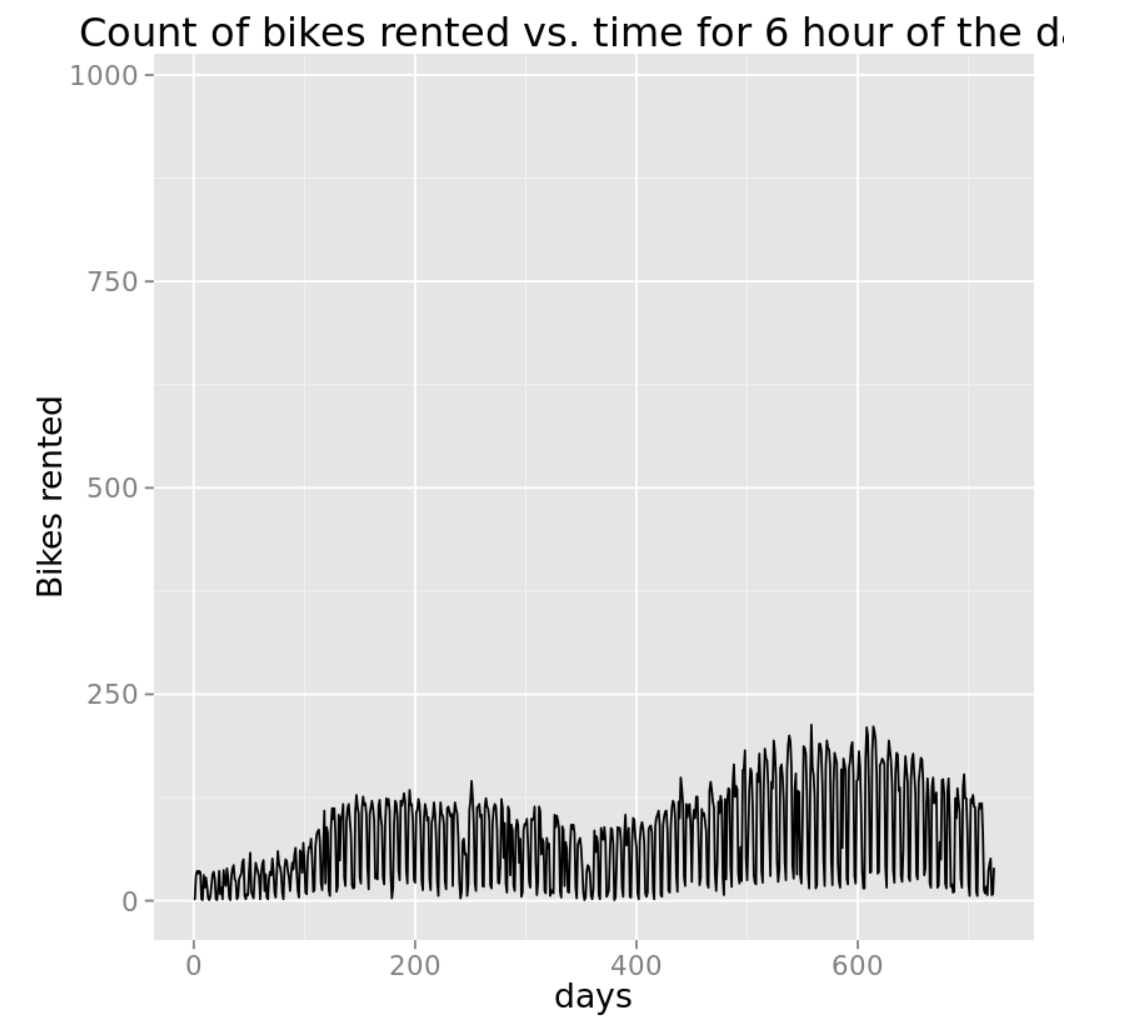 Count of bikes rented vs. time for 6 hour of the
1000
750
500
250
0
Bikes rented
0 200 400 600
days